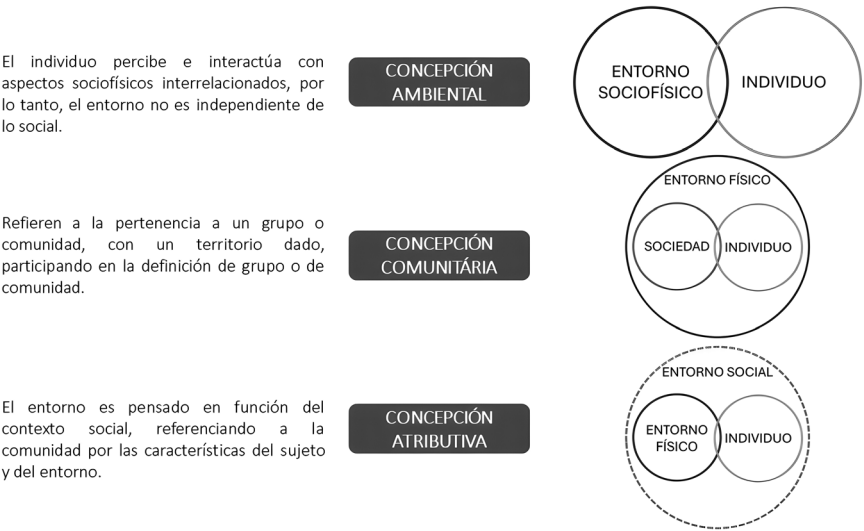 El individuo percibe e interactúa con
aspectos sociofísicos interrelacionados, por
lo tanto, el entorno no es independiente de
lo social.
CONCEPCIÓN
AMBIENTAL
ENTORNO
SOCIOFÍSICO
INDIVIDUO
Refieren a la pertenencia a un grupo o
comunidad, con un territorio dado,
participando en la definición de grupo o de
comunidad.
CONCEPCIÓN
COMUNITÁRIA
ENTORNO FÍSICO
SOCIEDAD
INDIVIDUO
El entorno es pensado en función del
contexto social, referenciando a la
comunidad por las características del sujeto
y del entorno.
CONCEPCIÓN
ATRIBUTIVA
ENTORNO SOCIAL
ENTORNO
FÍSICO
INDIVIDUO